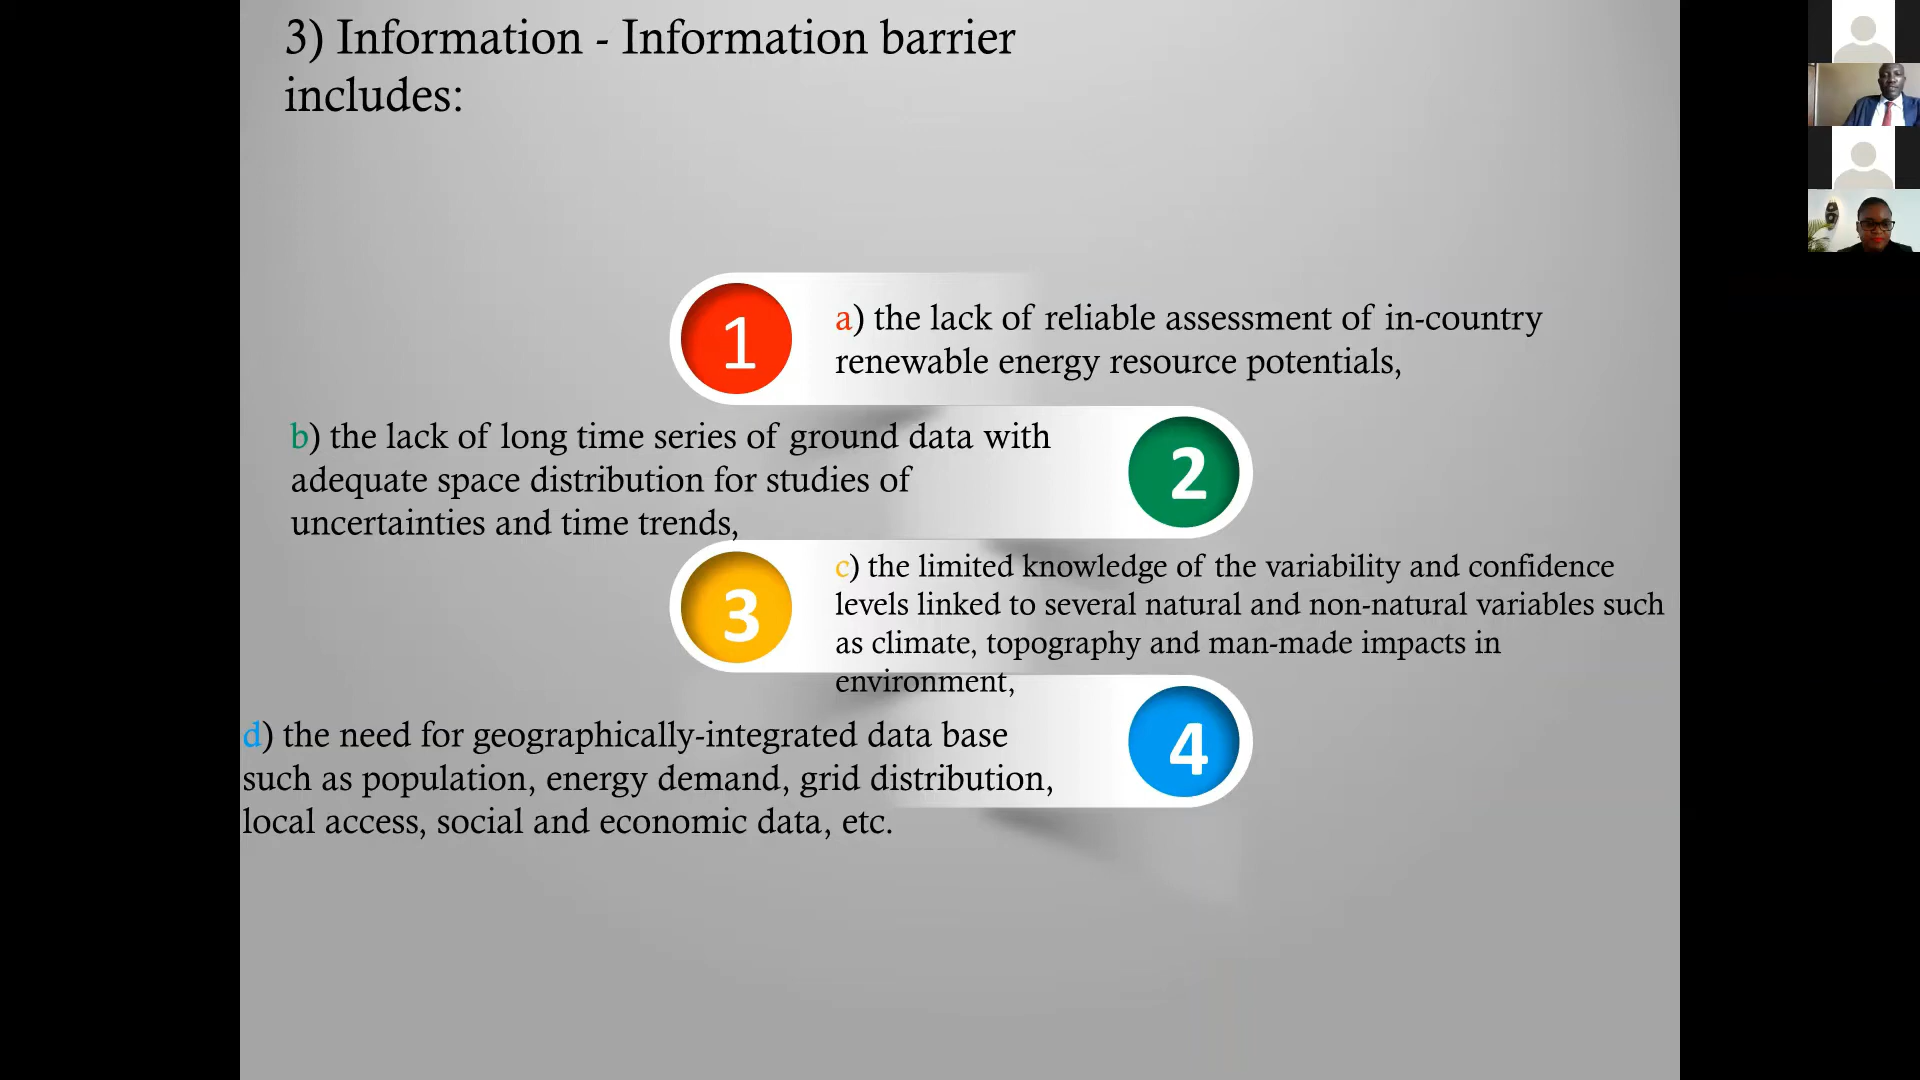 3) Information - Information barrier
includes:
1
a) the lack of reliable assessment of in-country
renewable energy resource potentials,
b) the lack of long time series of ground data with
adequate space distribution for studies of
uncertainties and time trends,
2
3
c) the limited knowledge of the variability and confidence
levels linked to several natural and non-natural variables such
as climate, topography and man-made impacts in
environment,
d) the need for geographically-integrated data base
such as population, energy demand, grid distribution,
local access, social and economic data, etc.
4